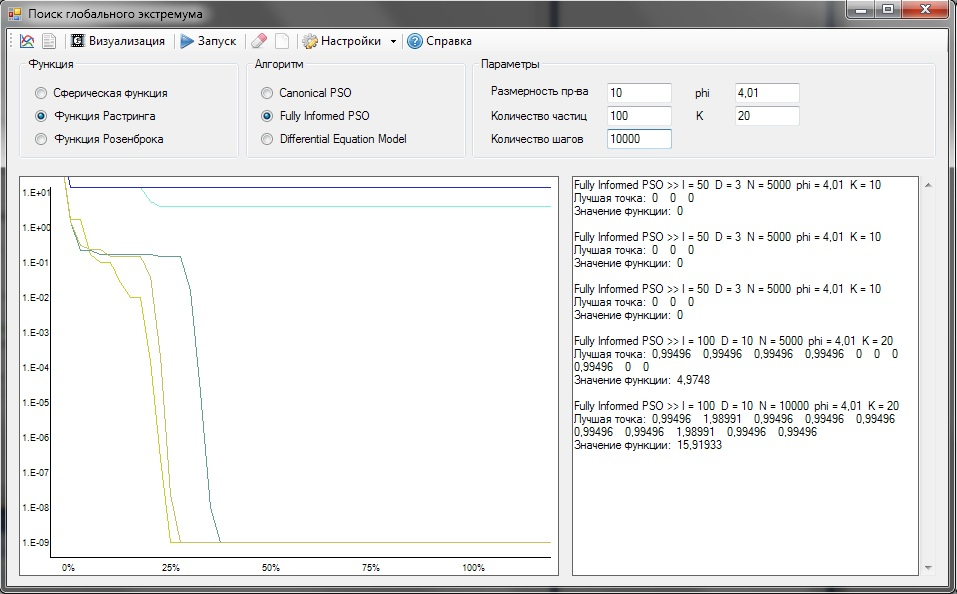 Поиск глобального экстремума
Визуализация Запуск Настройки Справка
Функция
Сферическая функция
Функция Растринга
Функция Розенброка
Алгоритм
Canonical PSO
Fully Informed PSO
Differential Equation Model
Параметры
Размерность пр-ва 10 phi 4,01
Количество частиц 100 K 20
Количество шагов 10000
1.E+01
1.E+00
1.E-01
1.E-02
1.E-03
1.E-04
1.E-05
1.E-06
1.E-07
1.E-08
1.E-09
0% 25% 50% 75% 100%
Fully Informed PSO >> I = 50 D = 3 N = 5000 phi = 4,01 K = 10
Лучшая точка: 0 0 0
Значение функции: 0
Fully Informed PSO >> I = 50 D = 3 N = 5000 phi = 4,01 K = 10
Лучшая точка: 0 0 0
Значение функции: 0
Fully Informed PSO >> I = 50 D = 3 N = 5000 phi = 4,01 K = 10
Лучшая точка: 0 0 0
Значение функции: 0
Fully Informed PSO >> I = 100 D = 10 N = 5000 phi = 4,01 K = 20
Лучшая точка: 0,99496 0,99496 0,99496 0,99496 0 0 0
0,99496 0 0
Значение функции: 4,9748
Fully Informed PSO >> I = 100 D = 10 N = 10000 phi = 4,01 K = 20
Лучшая точка: 0,99496 1,98991 0,99496 0,99496 0,99496
0,99496 0,99496 1,98991 0,99496 0,99496
Значение функции: 15,91933